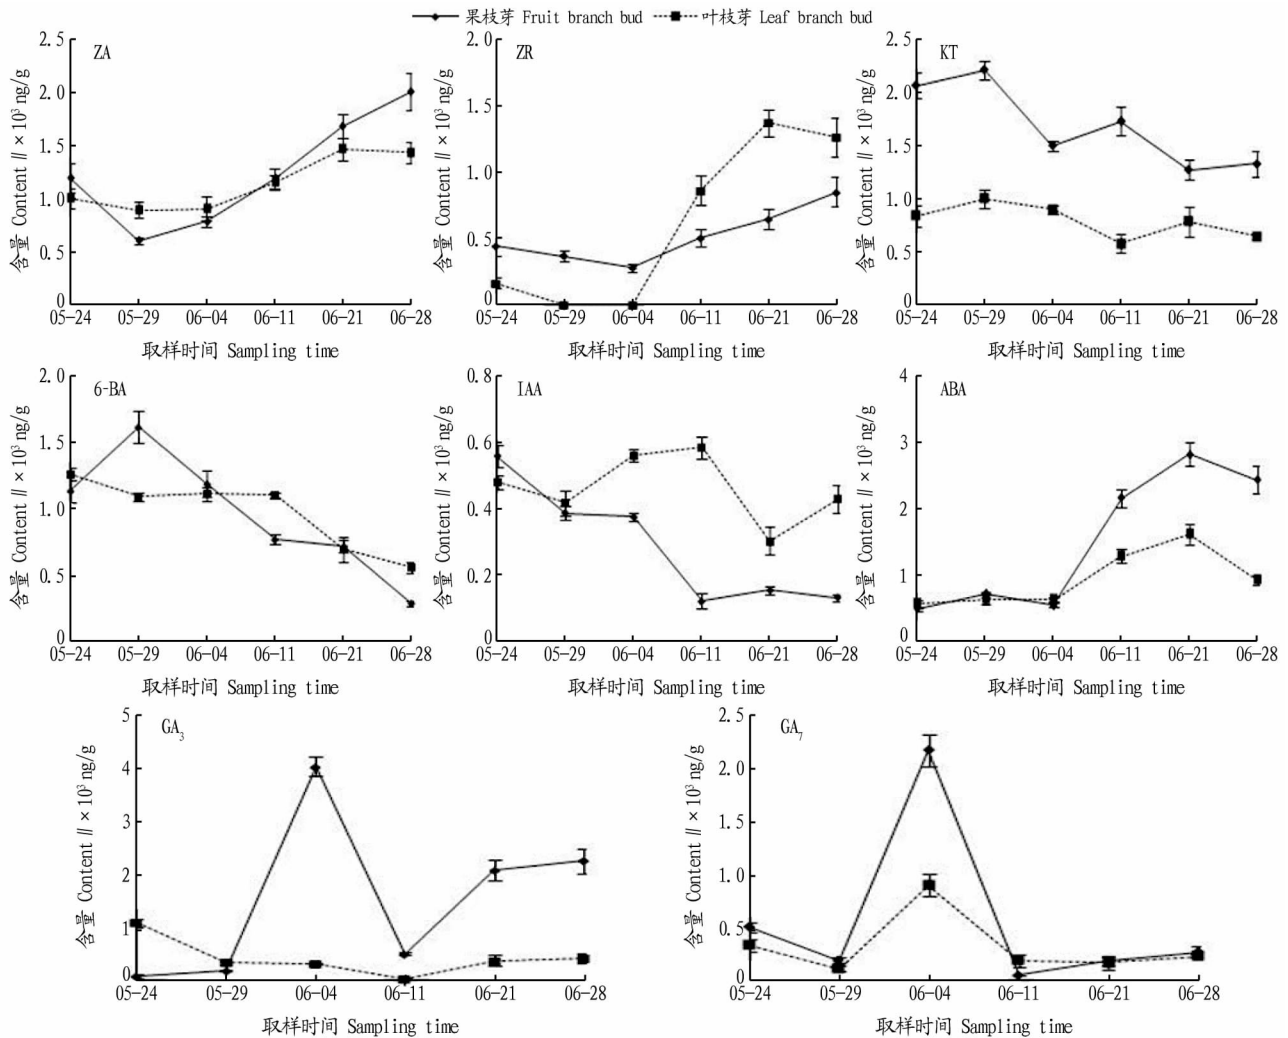 果枝芽 Fruit branch bud 叶枝芽 Leaf branch bud
ZA
含量 Content // × 10³ ng/g
2.5
2.0
1.5
1.0
0.5
0
05-24 05-29 06-04 06-11 06-21 06-28
取样时间 Sampling time
ZR
含量 Content // × 10³ ng/g
2.0
1.5
1.0
0.5
0
05-24 05-29 06-04 06-11 06-21 06-28
取样时间 Sampling time
KT
含量 Content // × 10³ ng/g
2.5
2.0
1.5
1.0
0.5
0
05-24 05-29 06-04 06-11 06-21 06-28
取样时间 Sampling time
6-BA
含量 Content // × 10³ ng/g
2.0
1.5
1.0
0.5
0
05-24 05-29 06-04 06-11 06-21 06-28
取样时间 Sampling time
IAA
含量 Content // × 10³ ng/g
0.8
0.6
0.4
0.2
0
05-24 05-29 06-04 06-11 06-21 06-28
取样时间 Sampling time
ABA
含量 Content // × 10³ ng/g
4
3
2
1
0
05-24 05-29 06-04 06-11 06-21 06-28
取样时间 Sampling time
GA₃
含量 Content // × 10³ ng/g
5
4
3
2
1
0
05-24 05-29 06-04 06-11 06-21 06-28
取样时间 Sampling time
GA₇
含量 Content // × 10³ ng/g
2.5
2.0
1.5
1.0
0.5
0
05-24 05-29 06-04 06-11 06-21 06-28
取样时间 Sampling time